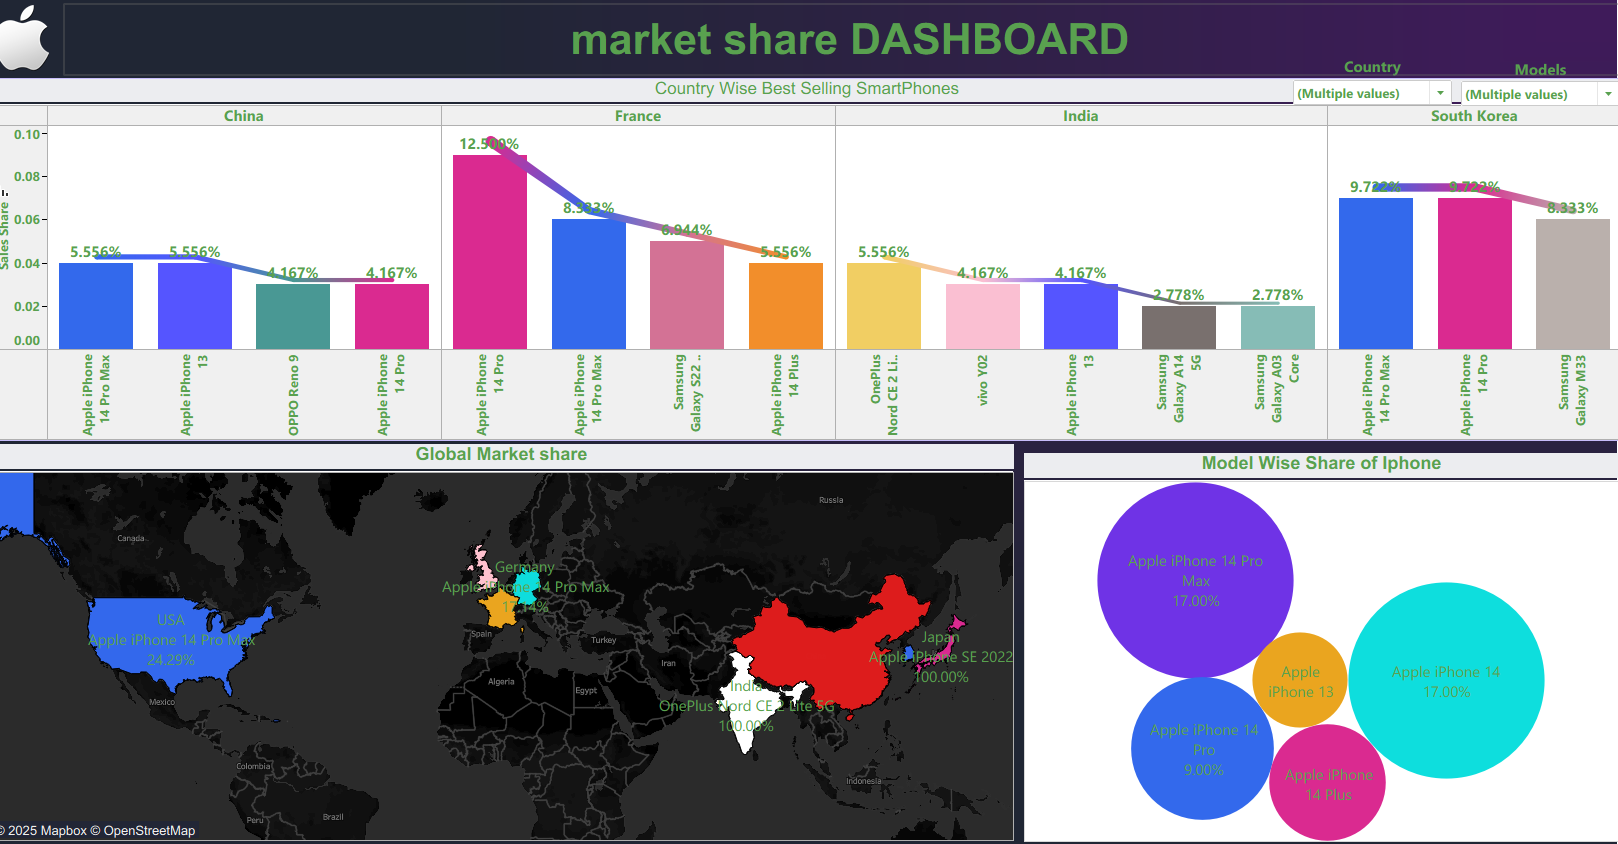 market share DASHBOARD
Country
Models
Country Wise Best Selling SmartPhones
(Multiple values)
(Multiple values)
China
France
India
South Korea
Sales Share
0.10
0.08
0.06
0.04
0.02
0.00
5.556%
5.556%
4.167%
4.167%
12.500%
8.333%
6.944%
5.556%
5.556%
4.167%
4.167%
2.778%
2.778%
9.722%
9.722%
8.333%
Apple iPhone
14 Pro Max
Apple iPhone
13
OPPO Reno 9
Apple iPhone
14 Pro
Apple iPhone
14 Pro
Apple iPhone
14 Pro Max
Samsung
Galaxy S22 ..
Apple iPhone
14 Plus
OnePlus
Nord CE 2 Li..
vivo Y02
Apple iPhone
13
Samsung
Galaxy A14
5G
Samsung
Galaxy A03
Core
Apple iPhone
14 Pro Max
Apple iPhone
14 Pro
Samsung
Galaxy M33
Global Market share
Russia
Canada
Germany
Apple iPhone 14 Pro Max
17.14%
USA
Apple iPhone 14 Pro Max
24.29%
Spain
Turkey
Japan
Apple iPhone SE 2022
100.00%
Iran
Algeria
Egypt
India
OnePlus Nord CE 2 Lite 5G
100.00%
Mexico
Colombia
Indonesia
Peru
Brazil
© 2025 Mapbox © OpenStreetMap
Model Wise Share of Iphone
Apple iPhone 14 Pro
Max
17.00%
Apple
iPhone 13
Apple iPhone 14
17.00%
Apple iPhone 14
Pro
9.00%
Apple iPhone
14 Plus